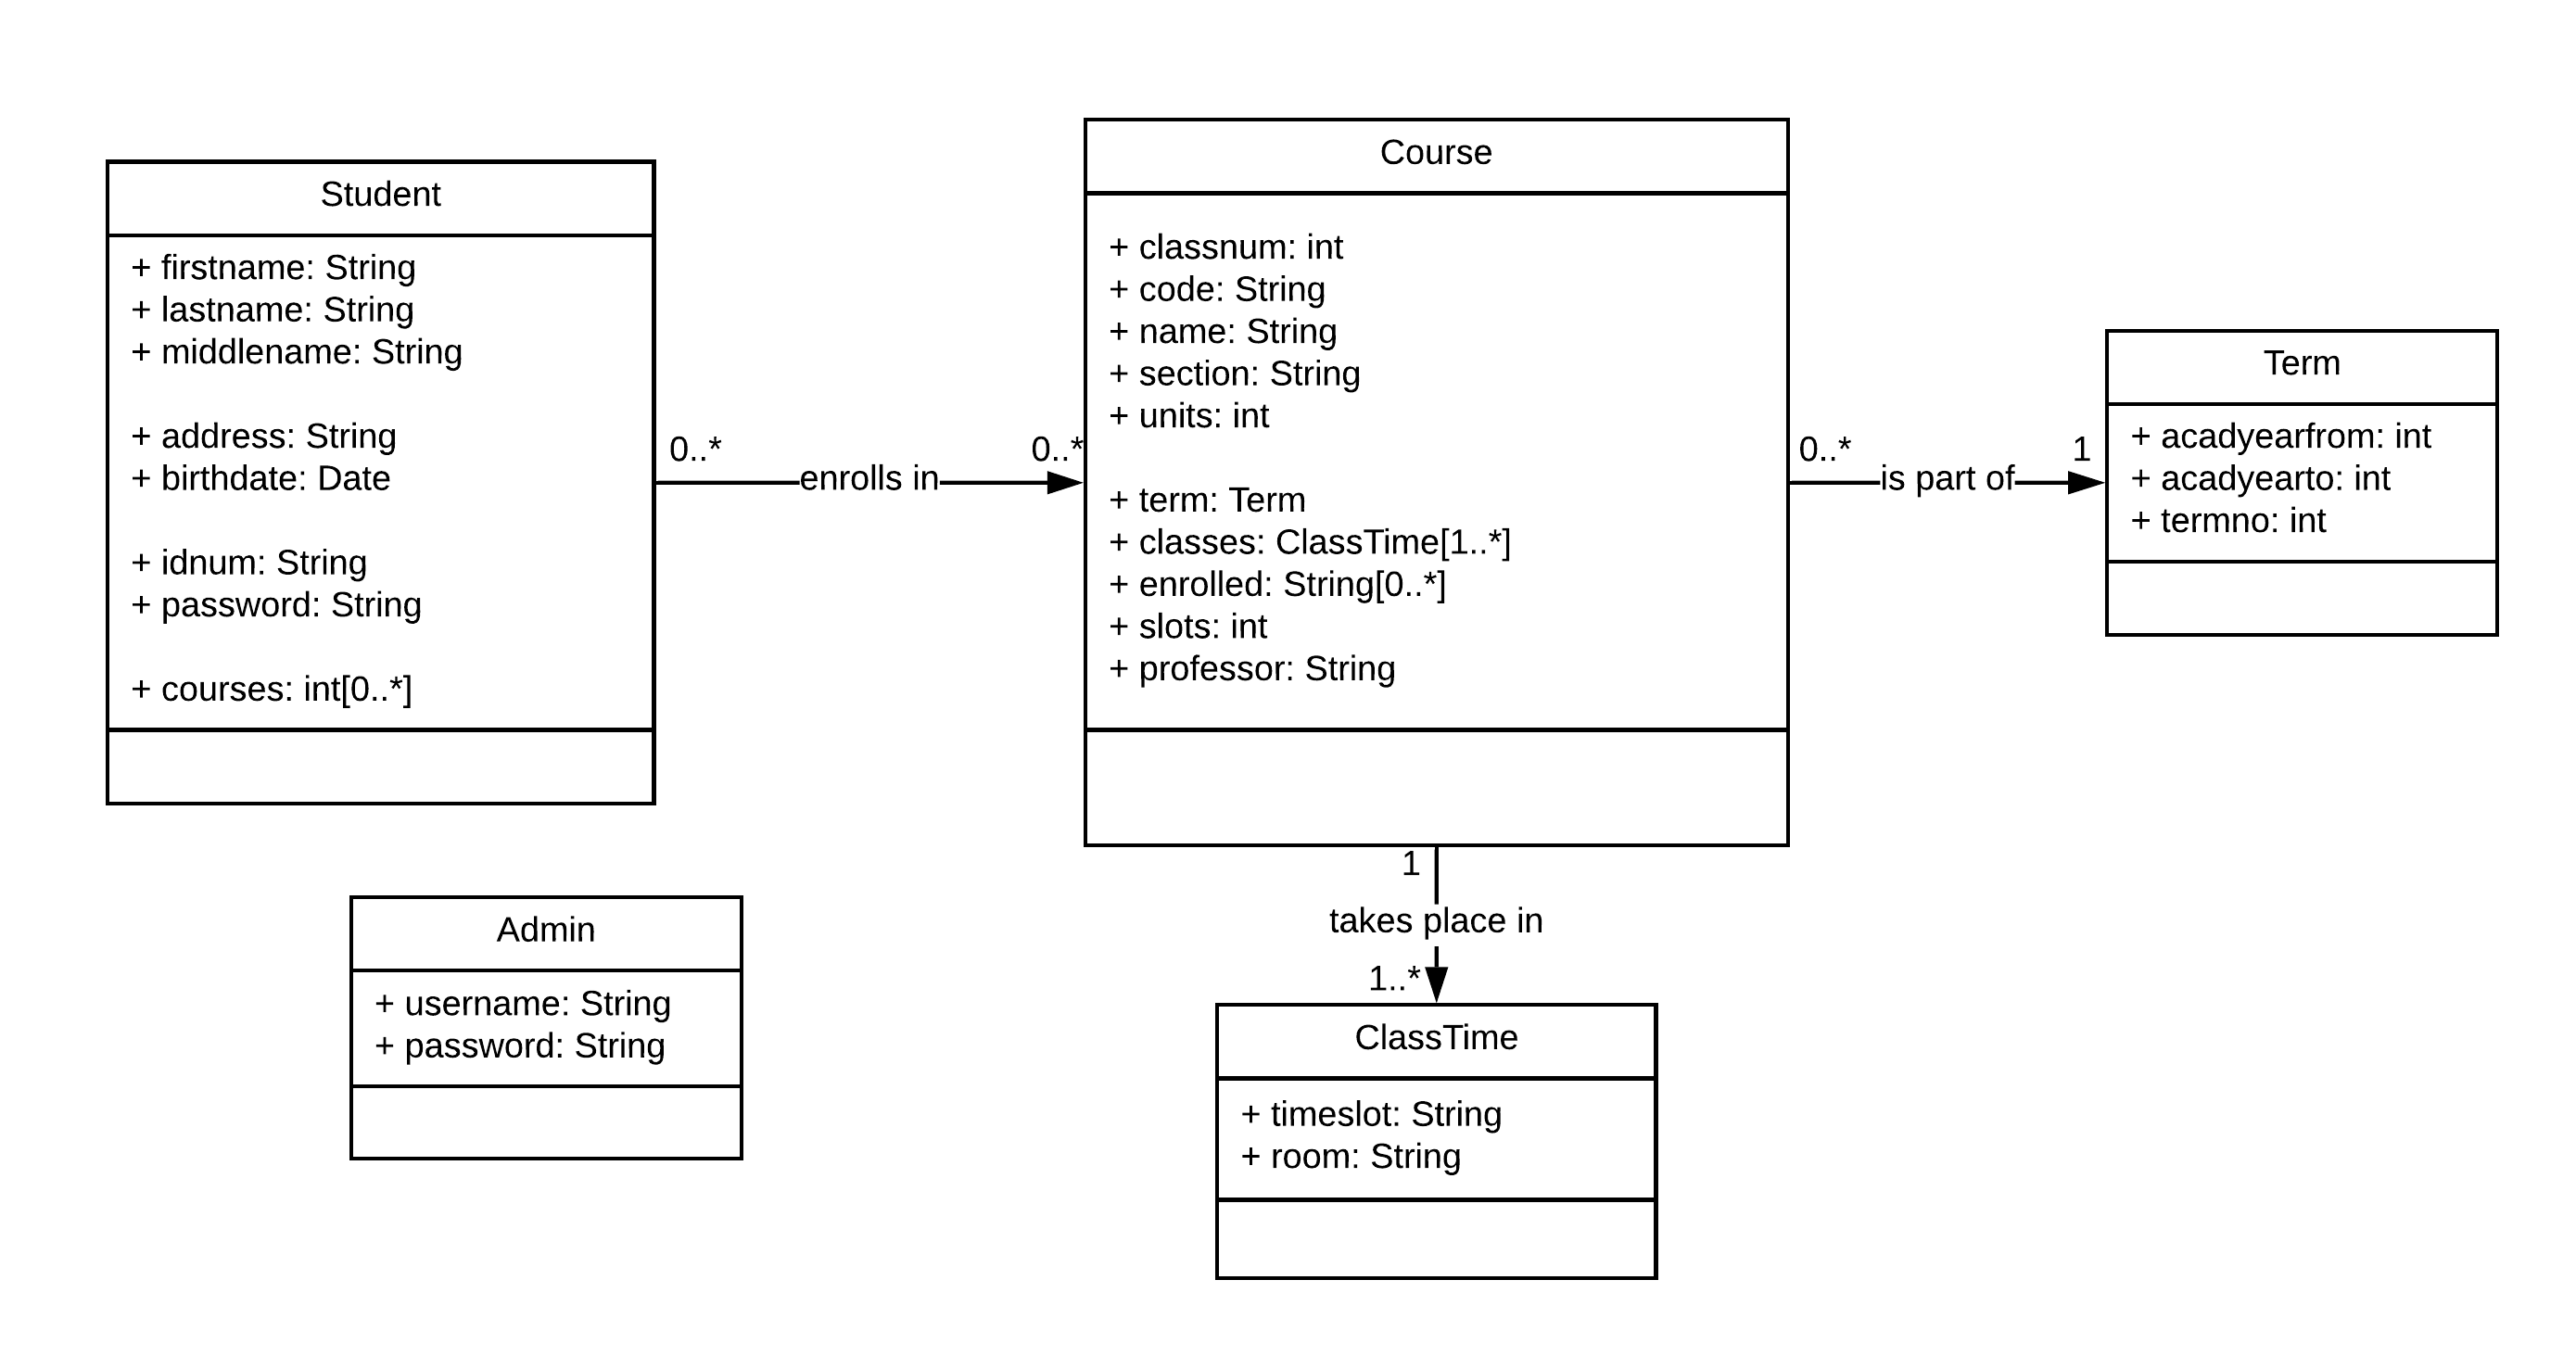 Student
+ firstname: String
+ lastname: String
+ middlename: String
+ address: String
+ birthdate: Date
+ idnum: String
+ password: String
+ courses: int[0..*]
0..*
enrolls in
0..*
Course
+ classnum: int
+ code: String
+ name: String
+ section: String
+ units: int
+ term: Term
+ classes: ClassTime[1..*]
+ enrolled: String[0..*]
+ slots: int
+ professor: String
0..*
is part of
1
Term
+ acadyearfrom: int
+ acadyearto: int
+ termno: int
1
takes place in
1..*
Admin
+ username: String
+ password: String
ClassTime
+ timeslot: String
+ room: String